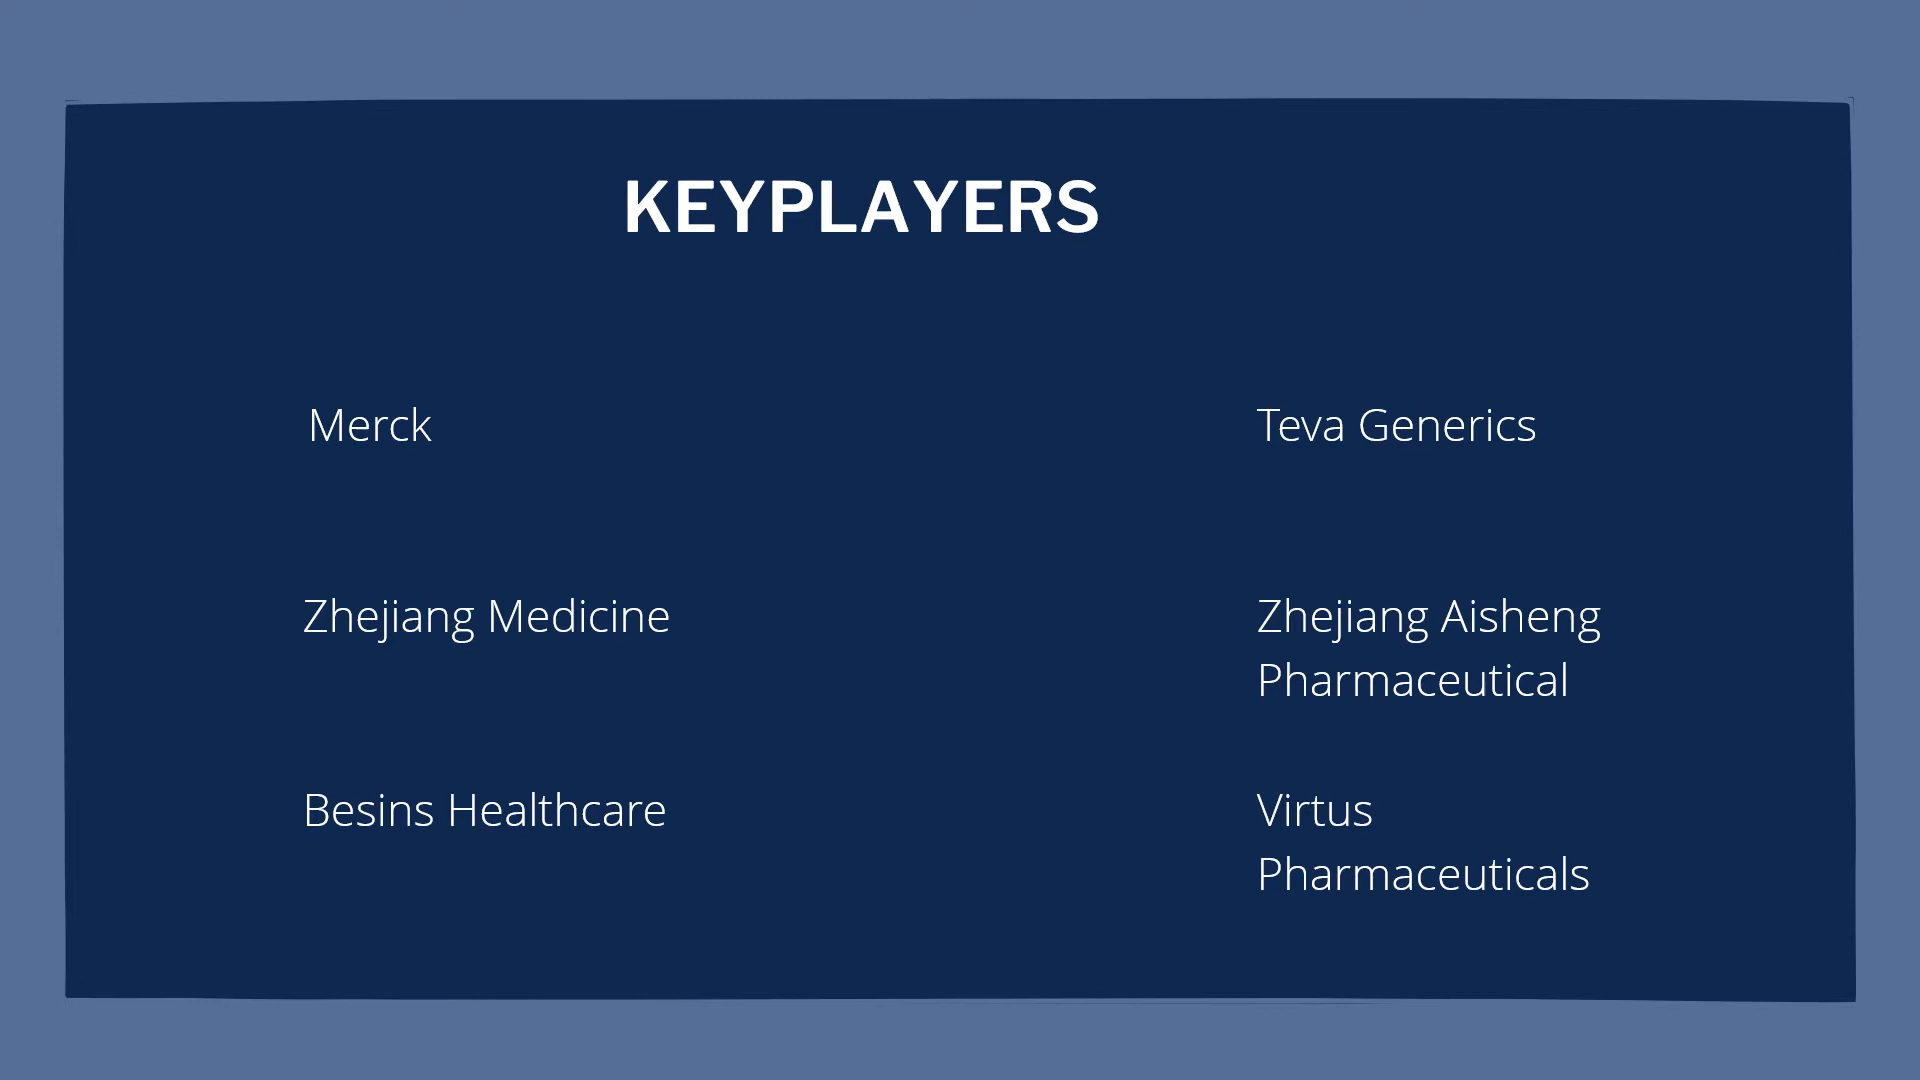 KEYPLAYERS
Merck
Teva Generics
Zhejiang Medicine
Zhejiang Aisheng
Pharmaceutical
Besins Healthcare
Virtus
Pharmaceuticals